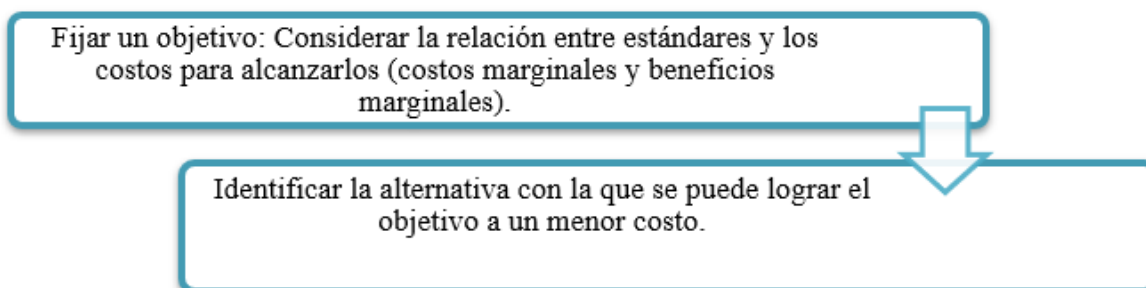 Fijar un objetivo: Considerar la relación entre estándares y los
costos para alcanzarlos (costos marginales y beneficios
marginales).
Identificar la alternativa con la que se puede lograr el
objetivo a un menor costo.